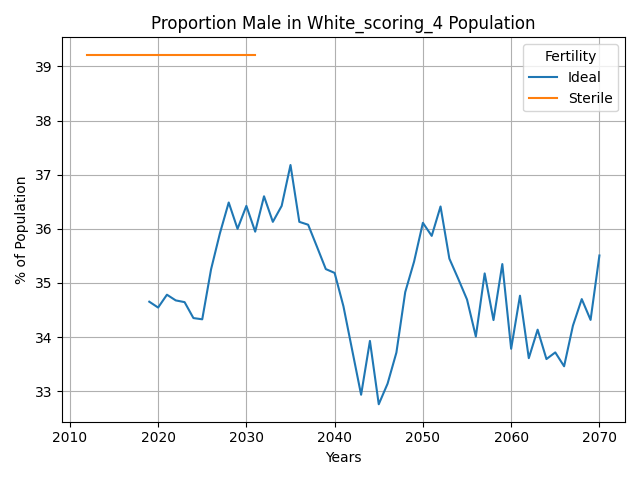 Proportion Male in White_scoring_4 Population
Fertility
Ideal
Sterile
% of Population
39
38
37
36
35
34
33
2010
2020
2030
2040
2050
2060
2070
Years